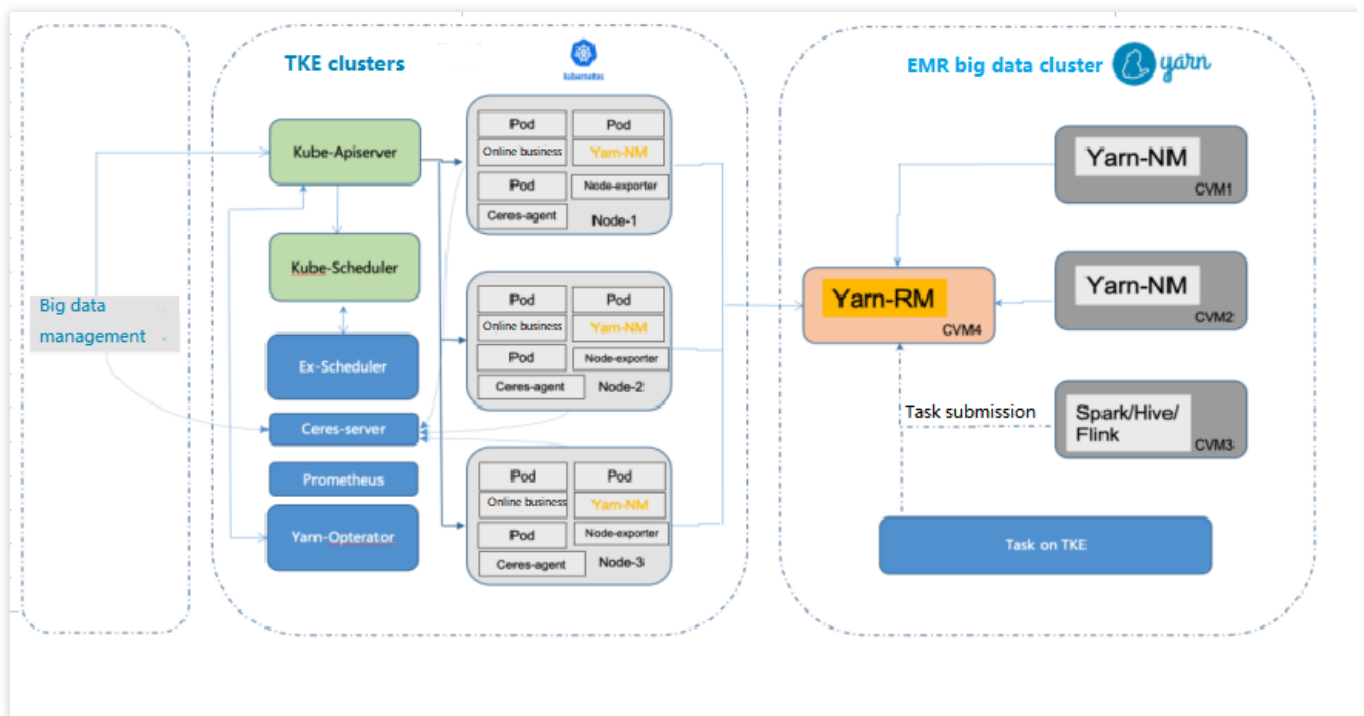 TKE clusters
kubernetes
EMR big data cluster
yarn
Big data
management
Kube-Apiserver
Kube-Scheduler
Ex-Scheduler
Ceres-server
Prometheus
Yarn-Opterator
Pod
Pod
Online business
Yarn-NM
Pod
Node-exporter
Ceres-agent
Node-1
Pod
Pod
Online business
Yarn-NM
Pod
Node-exporter
Ceres-agent
Node-2
Pod
Pod
Online business
Yarn-NM
Pod
Node-exporter
Ceres-agent
Node-3
Yarn-RM
CVM4
Yarn-NM
CVM1
Yarn-NM
CVM2
Task submission
Spark/Hive/
Flink
CVM3
Task on TKE